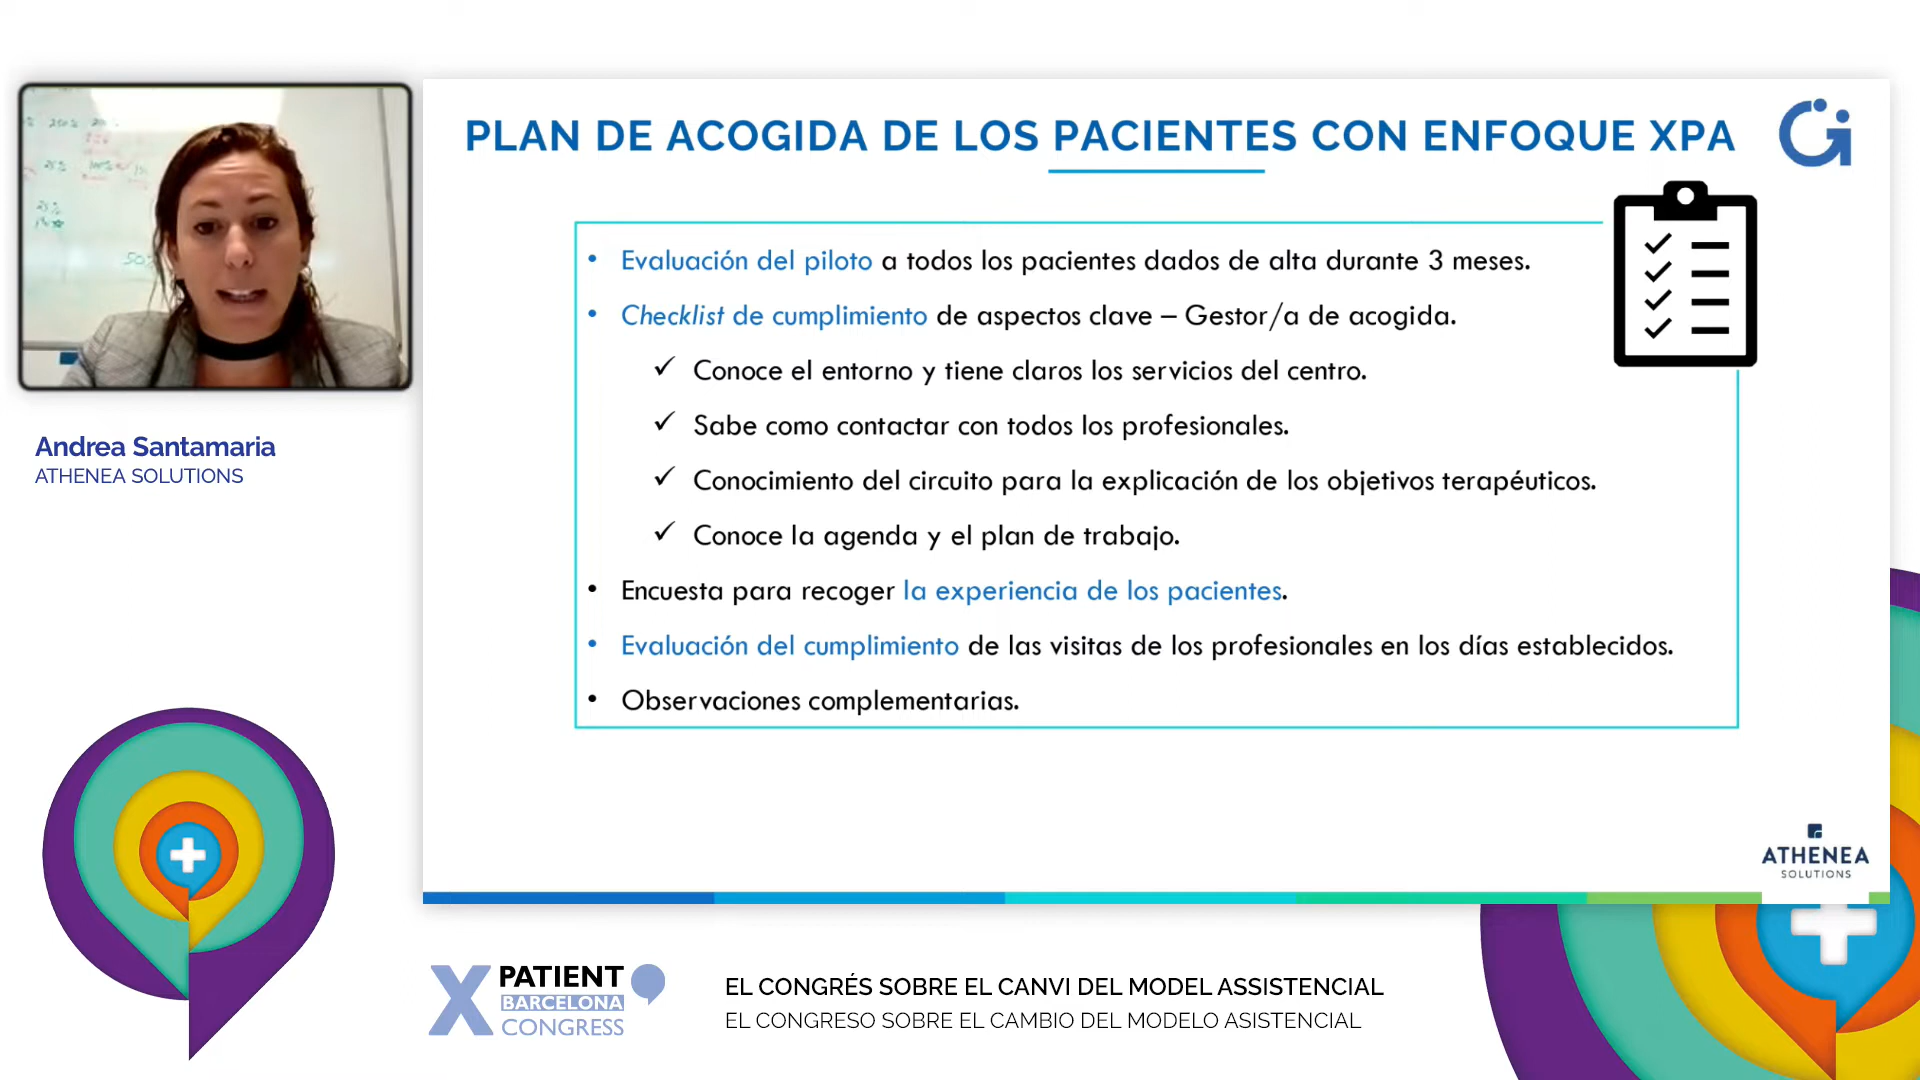 PLAN DE ACOGIDA DE LOS PACIENTES CON ENFOQUE XPA
• Evaluación del piloto a todos los pacientes dados de alta durante 3 meses.
• Checklist de cumplimiento de aspectos clave – Gestor/a de acogida.
✓ Conoce el entorno y tiene claros los servicios del centro.
✓ Sabe como contactar con todos los profesionales.
✓ Conocimiento del circuito para la explicación de los objetivos terapéuticos.
✓ Conoce la agenda y el plan de trabajo.
• Encuesta para recoger la experiencia de los pacientes.
• Evaluación del cumplimiento de las visitas de los profesionales en los días establecidos.
• Observaciones complementarias.
Andrea Santamaria
ATHENEA SOLUTIONS
ATHENEA
SOLUTIONS
X PATIENT
BARCELONA
CONGRESS
EL CONGRÉS SOBRE EL CANVI DEL MODEL ASSISTENCIAL
EL CONGRESO SOBRE EL CAMBIO DEL MODELO ASISTENCIAL